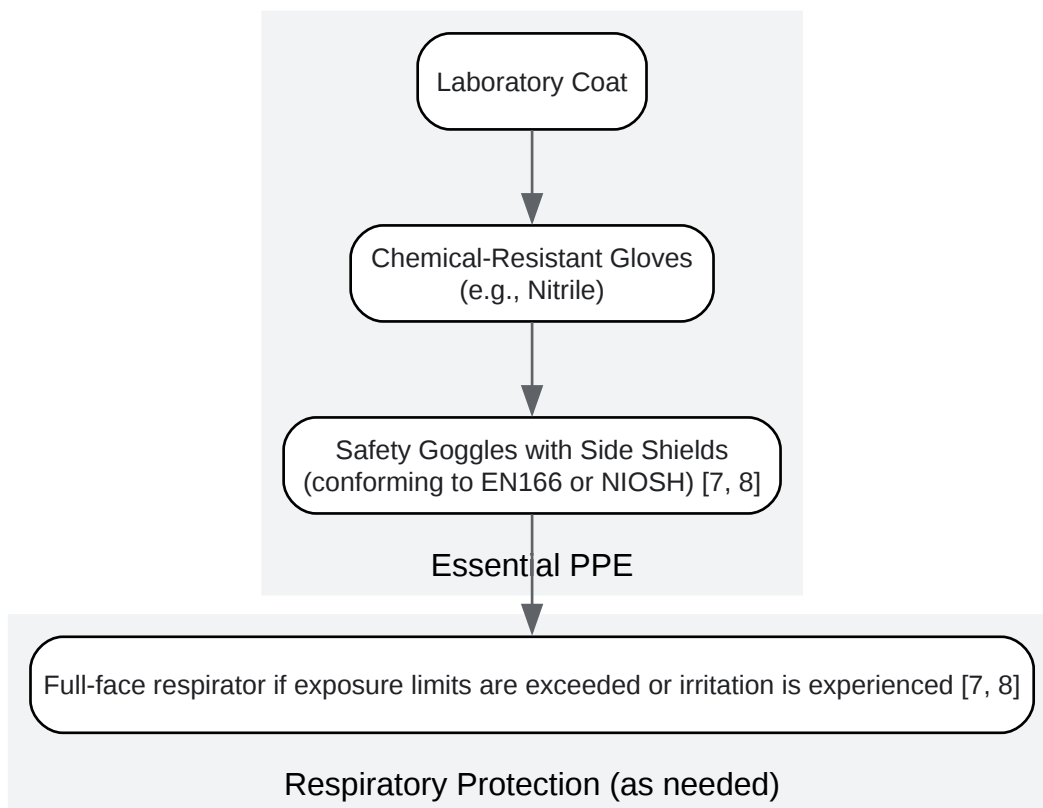 Laboratory Coat
Chemical-Resistant Gloves
(e.g., Nitrile)
Safety Goggles with Side Shields
(conforming to EN166 or NIOSH) [7, 8]
Essential PPE
Full-face respirator if exposure limits are exceeded or irritation is experienced [7, 8]
Respiratory Protection (as needed)